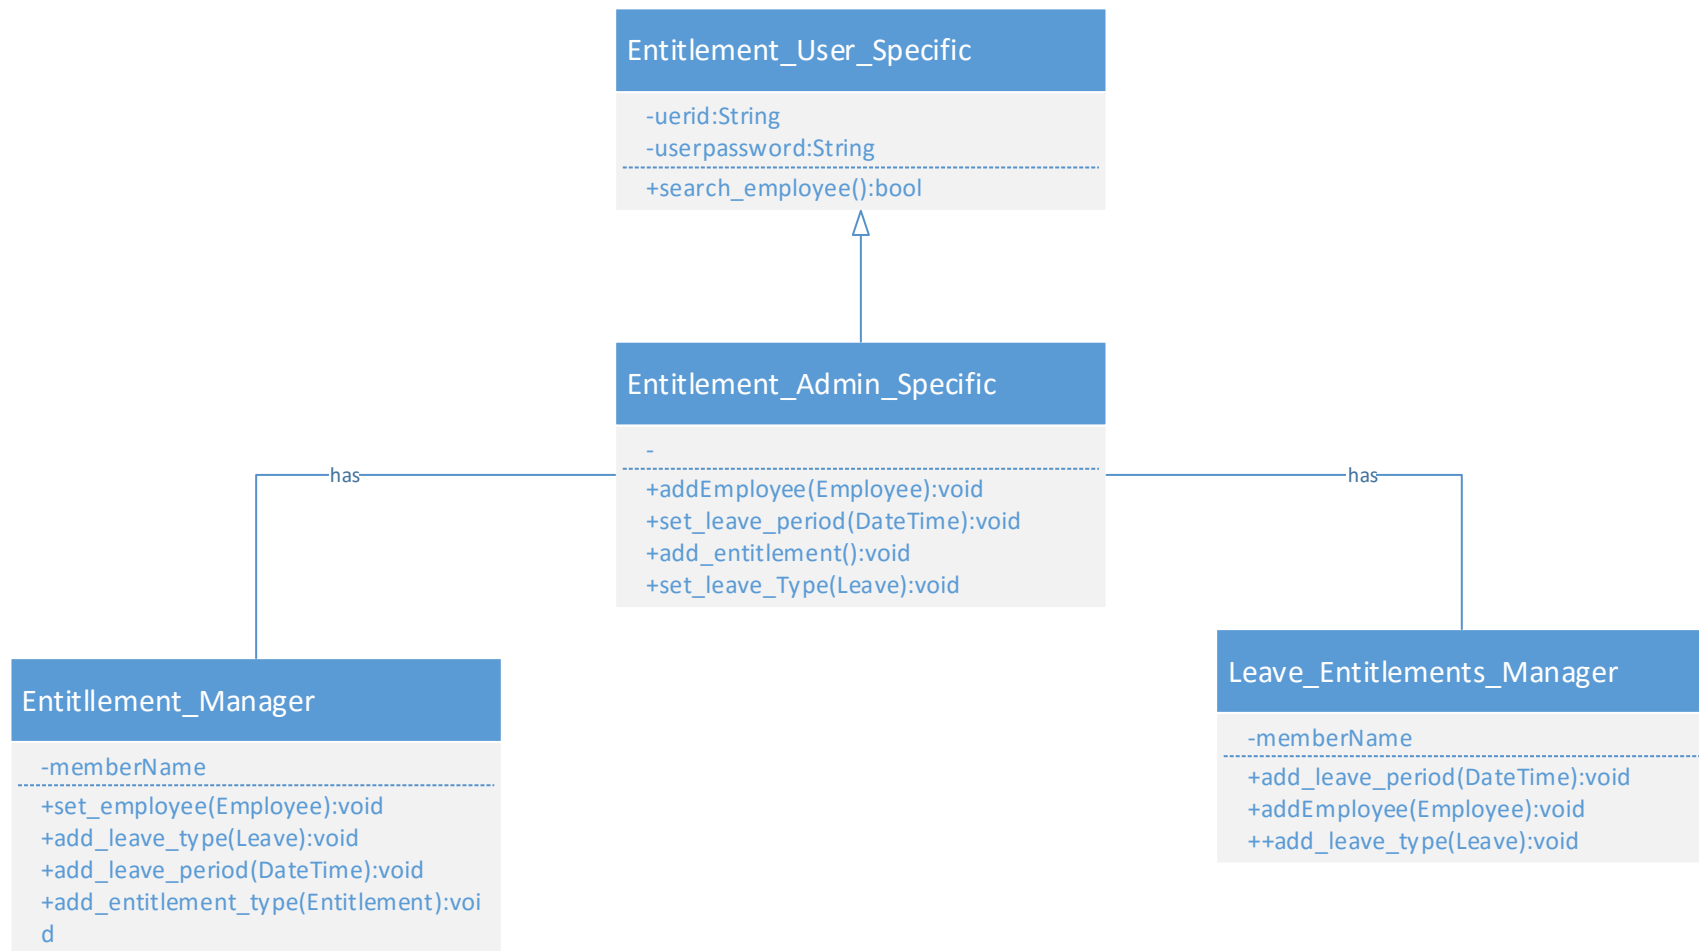 Entitlement_User_Specific
-uerid:String
-userpassword:String
+search_employee():bool
Entitlement_Admin_Specific
-
+addEmployee(Employee):void
+set_leave_period(DateTime):void
+add_entitlement():void
+set_leave_Type(Leave):void
has
has
Entitllement_Manager
-memberName
+set_employee(Employee):void
+add_leave_type(Leave):void
+add_leave_period(DateTime):void
+add_entitlement_type(Entitlement):voi
d
Leave_Entitlements_Manager
-memberName
+add_leave_period(DateTime):void
+addEmployee(Employee):void
++add_leave_type(Leave):void